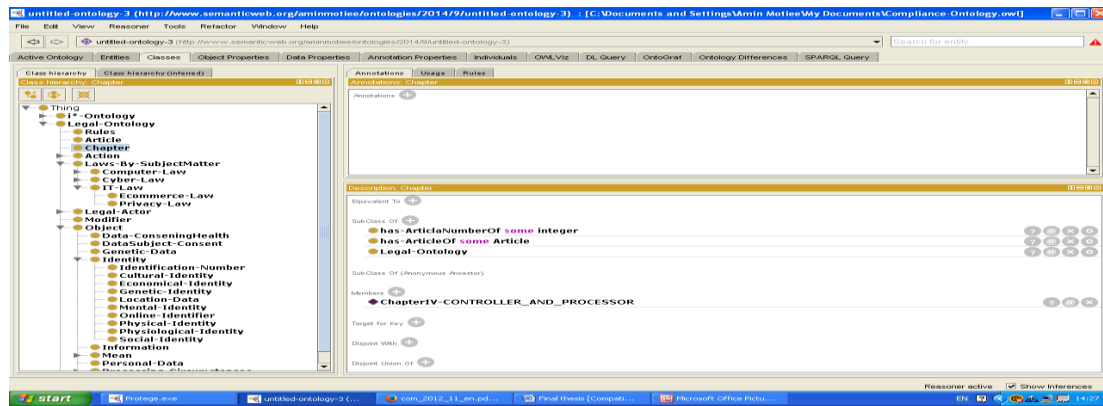 untitled-ontology-3 (http://www.semanticweb.org/aminmotiee/ontologies/2014/9/untitled-ontology-3) : [C:\Documents and Settings\Amin Motiee\My Documents\Compliance-Ontology.owl]
File Edit View Reasoner Tools Refactor Window Help
untitled-ontology-3 (http://www.semanticweb.org/aminmotiee/ontologies/2014/9/untitled-ontology-3)
Search for entity
Active Ontology Entities Classes Object Properties Data Properties Annotation Properties Individuals OWLViz DL Query OntoGraf Ontology Differences SPARQL Query
Class hierarchy Class hierarchy (inferred)
Class hierarchy: Chapter
Thing
i*-Ontology
Legal-Ontology
Rules
Article
Chapter
Action
Laws-By-SubjectMatter
Computer-Law
Cyber-Law
IT-Law
Ecommerce-Law
Privacy-Law
Legal-Actor
Modifier
Object
Data-ConseningHealth
DataSubject-Consent
Genetic-Data
Identity
Identification-Number
Cultural-Identity
Economical-Identity
Genetic-Identity
Location-Data
Mental-Identity
Online-Identifier
Physical-Identity
Physiological-Identity
Social-Identity
Information
Mean
Personal-Data
Annotations Usage Rules
Annotations: Chapter
Annotations
Description: Chapter
Equivalent To
SubClass Of
has-ArticlaNumberOf some integer
has-ArticleOf some Article
Legal-Ontology
SubClass Of (Anonymous Ancestor)
Members
ChapterIV-CONTROLLER_AND_PROCESSOR
Target for Key
Disjoint With
Disjoint Union Of
Reasoner active Show Inferences
start Protege.exe untitled-ontology-3 (... com_2012_11_en.pd... Final thesis [Compati... Microsoft Office Pictu... EN 14:27